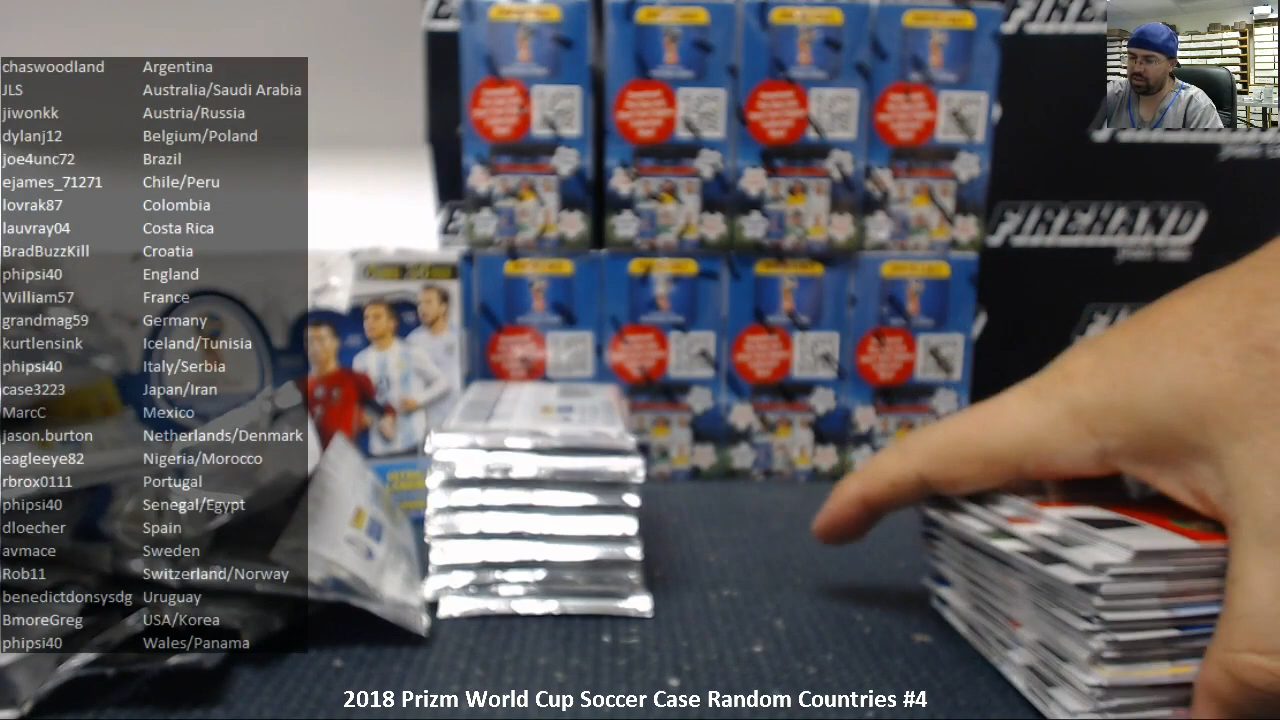 chaswoodland Argentina
JLS Australia/Saudi Arabia
jiwonkk Austria/Russia
dylanj12 Belgium/Poland
joe4unc72 Brazil
ejames_71271 Chile/Peru
lovrak87 Colombia
lauvray04 Costa Rica
BradBuzzKill Croatia
phipsi40 England
William57 France
grandmag59 Germany
kurtlensink Iceland/Tunisia
phipsi40 Italy/Serbia
case3223 Japan/Iran
MarcC Mexico
jason.burton Netherlands/Denmark
eagleeye82 Nigeria/Morocco
rbrox0111 Portugal
phipsi40 Senegal/Egypt
dloecher Spain
avmace Sweden
Rob11 Switzerland/Norway
benedictdonsysdg Uruguay
BmoreGreg USA/Korea
phipsi40 Wales/Panama
FIREHAND
2018 Prizm World Cup Soccer Case Random Countries #4